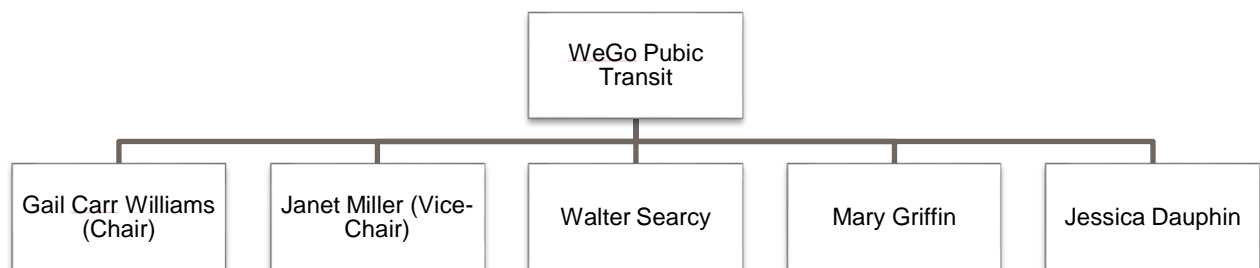 WeGo Pubic
Transit
Gail Carr Williams
(Chair)
Janet Miller (Vice-
Chair)
Walter Searcy
Mary Griffin
Jessica Dauphin